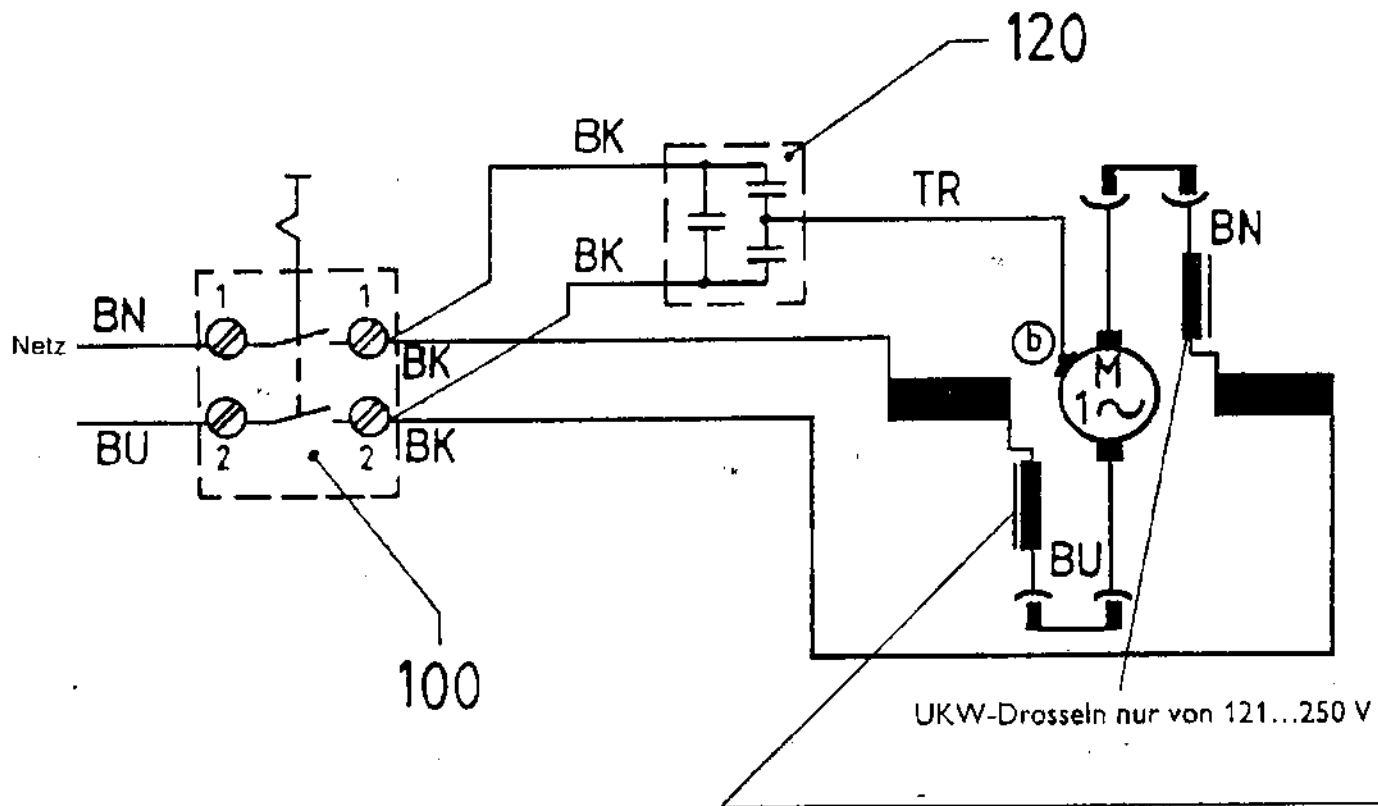 120
BK
TR
BN
BK
1 1
BN
Netz
BK
b
M
1
BU
2 2
BK
BU
100
UKW-Drosseln nur von 121...250 V